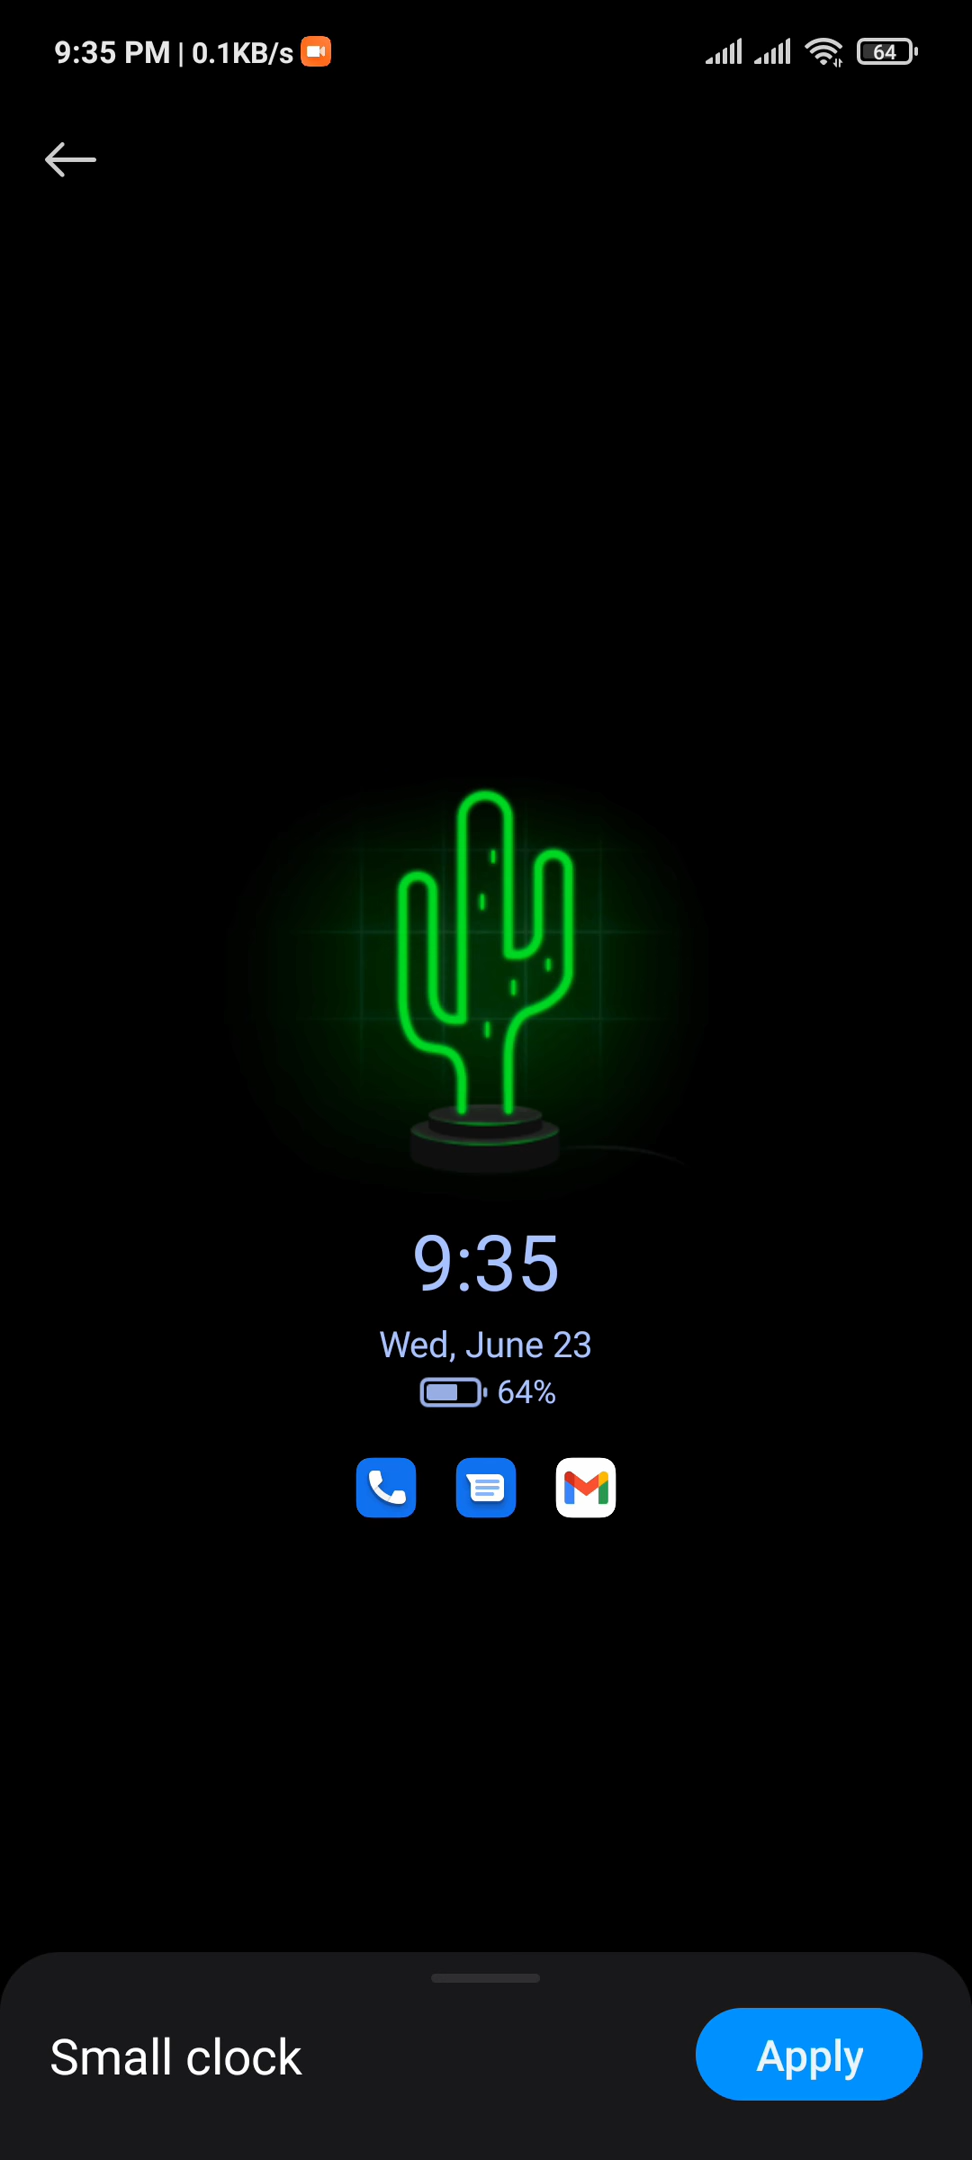 9:35 PM | 0.1KB/s
64
9:35
Wed, June 23
64%
Small clock
Apply